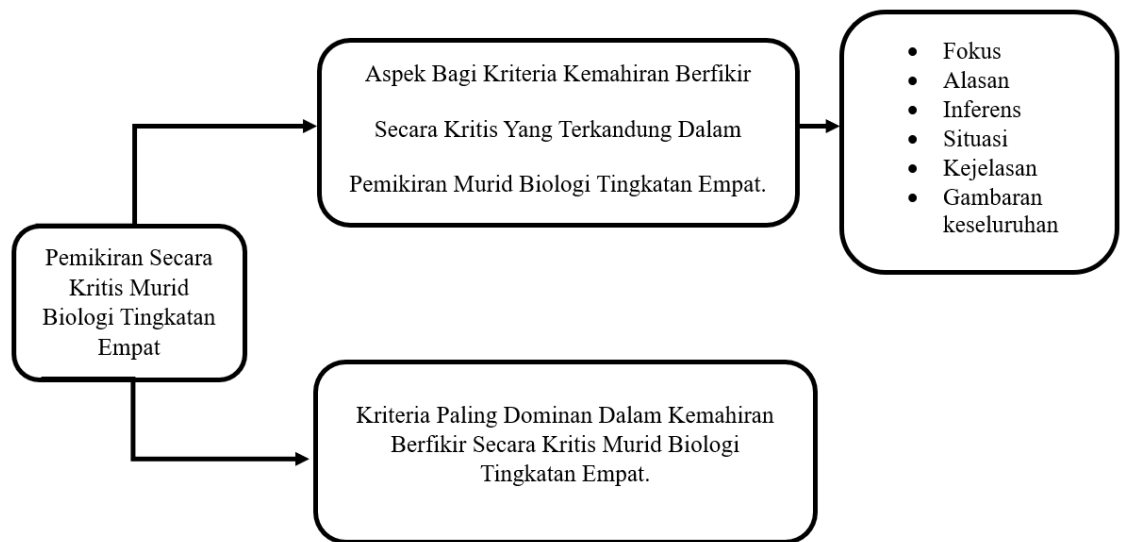 Pemikiran Secara
Kritis Murid
Biologi Tingkatan
Empat
Aspek Bagi Kriteria Kemahiran Berfikir
Secara Kritis Yang Terkandung Dalam
Pemikiran Murid Biologi Tingkatan Empat.
• Fokus
• Alasan
• Inferens
• Situasi
• Kejelasan
• Gambaran
keseluruhan
Kriteria Paling Dominan Dalam Kemahiran
Berfikir Secara Kritis Murid Biologi
Tingkatan Empat.